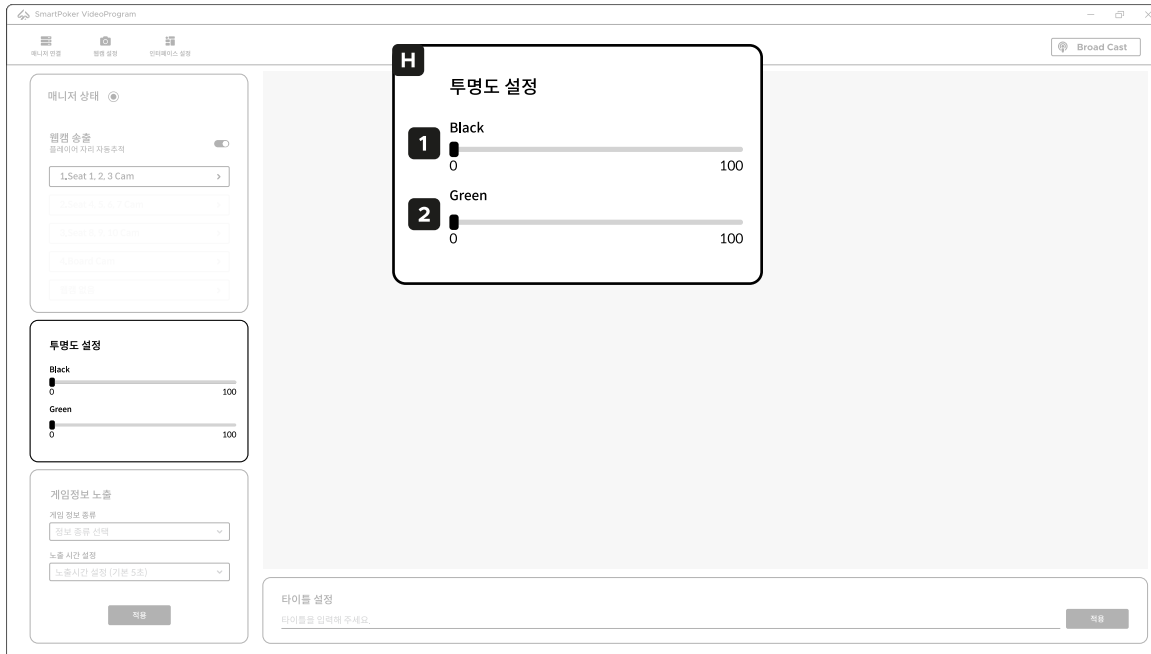 SmartPoker VideoProgram
매니저 연결
웹캠 설정
인터페이스 설정
Broad Cast
매니저 상태
웹캠 송출
플레이어 자리 자동추적
1.Seat 1, 2, 3 Cam
투명도 설정
Black
0
100
Green
0
100
게임정보 노출
게임 정보 종류
정보 종류 선택
노출 시간 설정
노출시간 설정 (기본 5초)
적용
H
투명도 설정
1
Black
0
100
2
Green
0
100
타이틀 설정
타이틀을 입력해 주세요.
적용